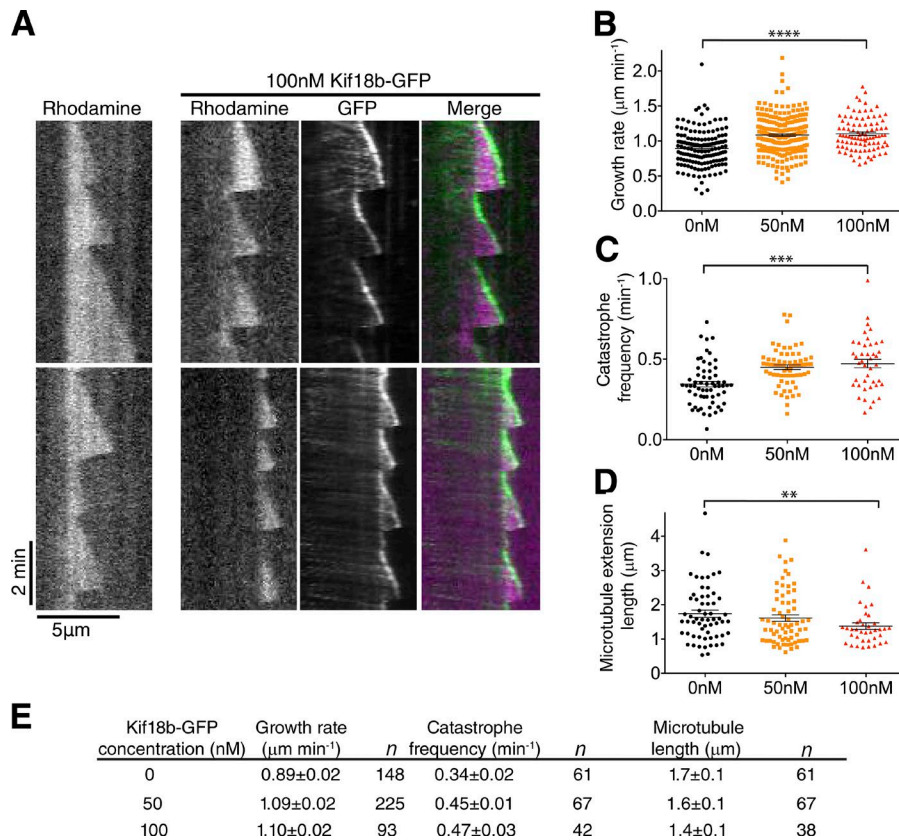 A
100nM Kif18b-GFP
Rhodamine
Rhodamine
GFP
Merge
2 min
5μm
B
****
Growth rate (μm min⁻¹)
2.0
1.5
1.0
0.5
0.0
0nM
50nM
100nM
C
***
Catastrophe
frequency (min⁻¹)
1.0
0.5
0.0
0nM
50nM
100nM
D
**
Microtubule extension
length (μm)
4
3
2
1
0
0nM
50nM
100nM
E
Kif18b-GFP Growth rate Catastrophe Microtubule
concentration (nM) (μm min⁻¹) n frequency (min⁻¹) n length (μm) n
0 0.89±0.02 148 0.34±0.02 61 1.7±0.1 61
50 1.09±0.02 225 0.45±0.01 67 1.6±0.1 67
100 1.10±0.02 93 0.47±0.03 42 1.4±0.1 38